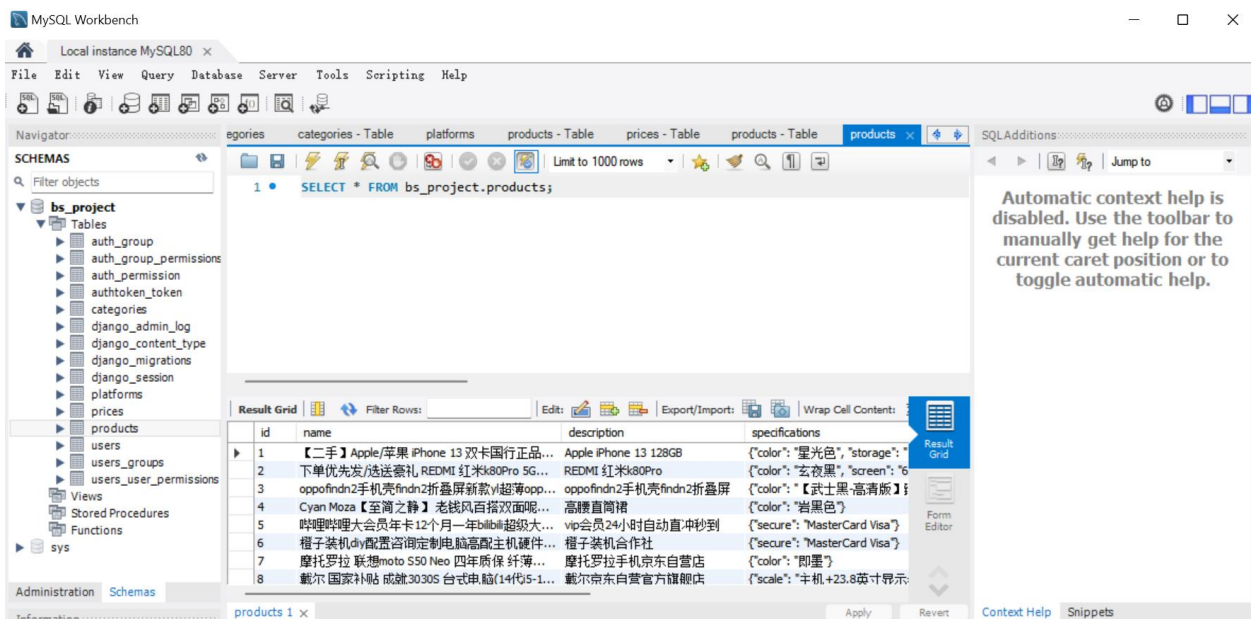 MySQL Workbench
Local instance MySQL80
File Edit View Query Database Server Tools Scripting Help
Navigator
SCHEMAS
Filter objects
bs_project
Tables
auth_group
auth_group_permissions
auth_permission
authtoken_token
categories
django_admin_log
django_content_type
django_migrations
django_session
platforms
prices
products
users
users_groups
users_user_permissions
Views
Stored Procedures
Functions
sys
Administration Schemas
egories categories - Table platforms products - Table prices - Table products - Table products
Limit to 1000 rows
1 SELECT * FROM bs_project.products;
Result Grid Filter Rows: Edit: Export/Import: Wrap Cell Content:
id name description specifications
1 【二手】Apple/苹果 iPhone 13 双卡国行正品... Apple iPhone 13 128GB {"color": "星光色", "storage": "
2 下单优先发/选送豪礼 REDMI 红米k80Pro 5G... REDMI 红米k80Pro {"color": "玄夜黑", "screen": "6
3 oppofindn2手机壳findn2折叠屏新款yl超薄opp... oppofindn2手机壳findn2折叠屏 {"color": "【武士黑-高清版】
4 Cyan Moza【至简之静】 老钱风百搭双面呢... 高腰直筒裙 {"color": "岩黑色"}
5 哔哩哔哩大会员年卡12个月一年bilibili超级大... vip会员24小时自动直冲秒到 {"secure": "MasterCard Visa"}
6 橙子装机diy配置咨询定制电脑高配主机硬件... 橙子装机合作社 {"secure": "MasterCard Visa"}
7 摩托罗拉 联想moto S50 Neo 四年质保 纤薄... 摩托罗拉手机京东自营店 {"color": "即墨"}
8 戴尔 国家补贴 成就3030S 台式电脑(14代i5-1... 戴尔京东自营官方旗舰店 {"scale": "主机+23.8英寸显示
Result Grid
Form Editor
products 1
Apply Revert
SQLAdditions
Jump to
Automatic context help is
disabled. Use the toolbar to
manually get help for the
current caret position or to
toggle automatic help.
Context Help Snippets